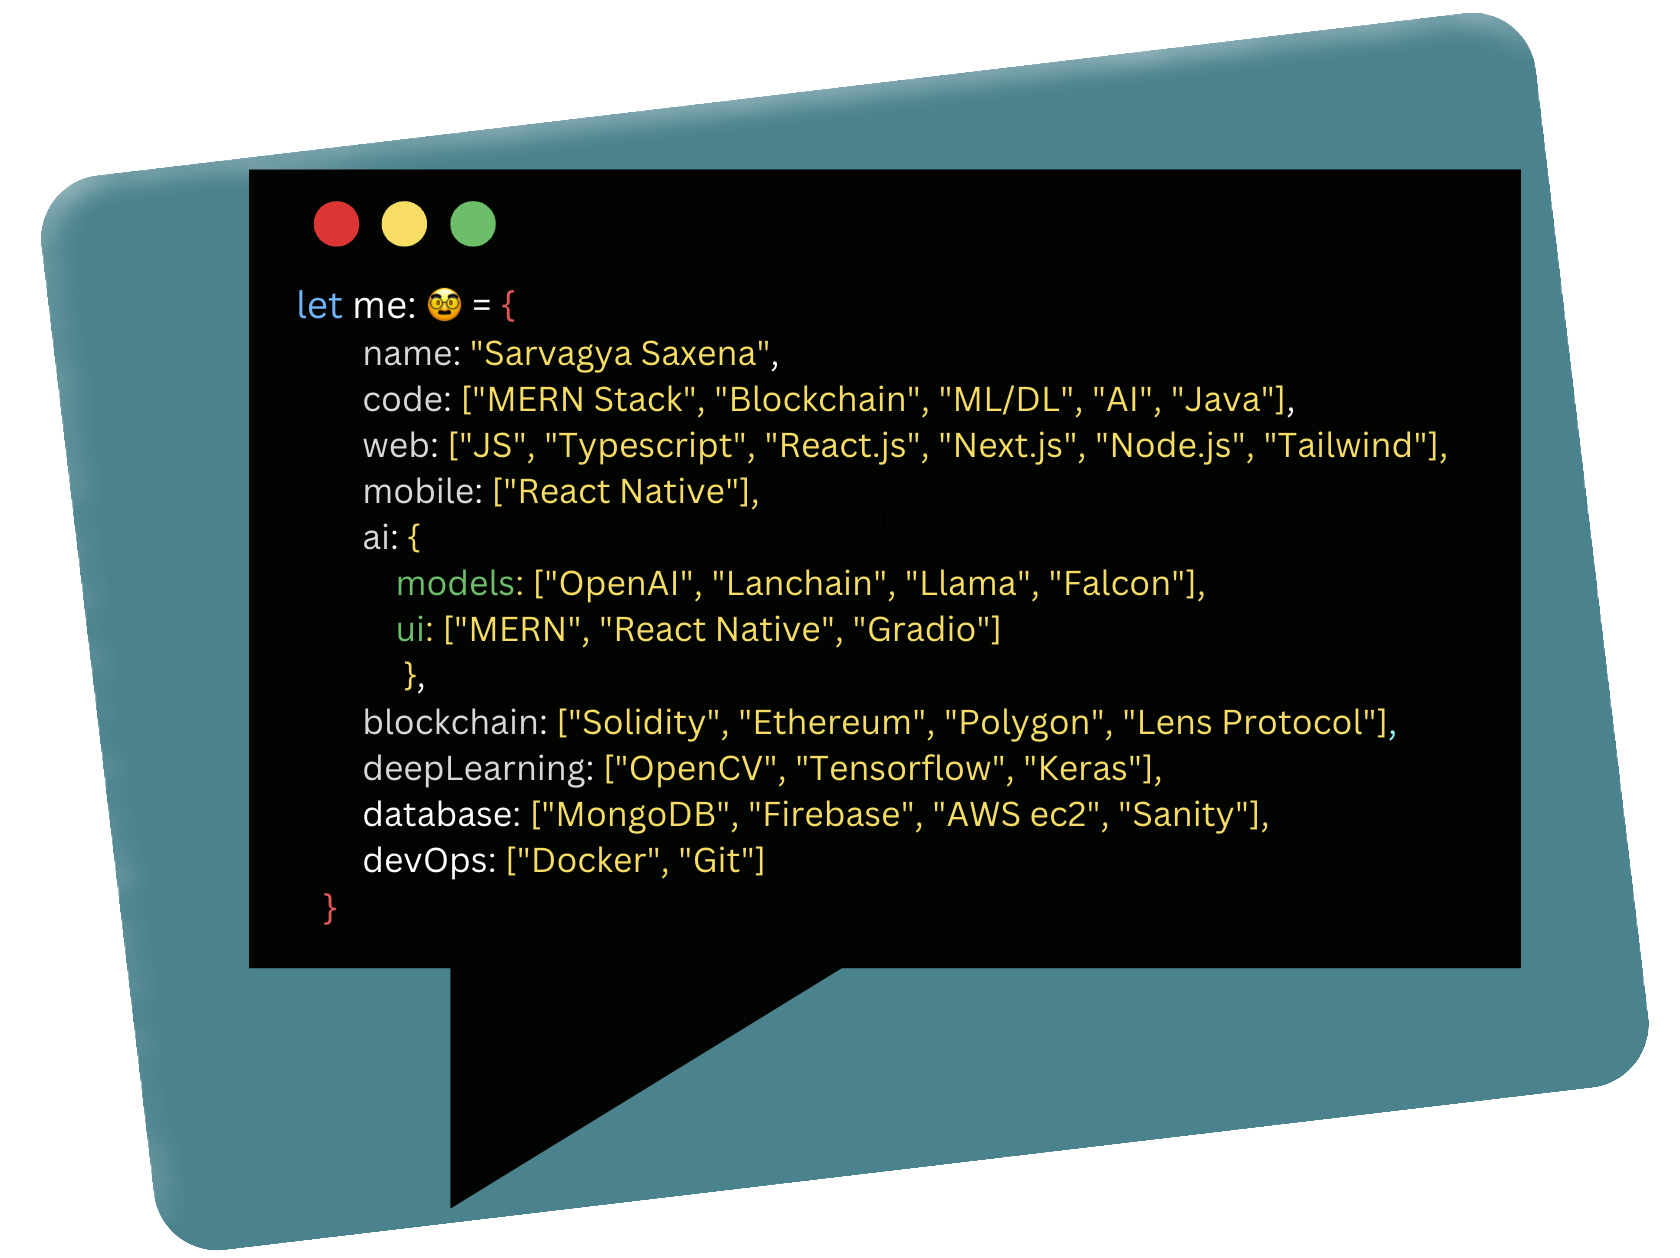 let me: 🥸 = {
name: "Sarvagya Saxena",
code: ["MERN Stack", "Blockchain", "ML/DL", "AI", "Java"],
web: ["JS", "Typescript", "React.js", "Next.js", "Node.js", "Tailwind"],
mobile: ["React Native"],
ai: {
models: ["OpenAI", "Lanchain", "Llama", "Falcon"],
ui: ["MERN", "React Native", "Gradio"]
},
blockchain: ["Solidity", "Ethereum", "Polygon", "Lens Protocol"],
deepLearning: ["OpenCV", "Tensorflow", "Keras"],
database: ["MongoDB", "Firebase", "AWS ec2", "Sanity"],
devOps: ["Docker", "Git"]
}